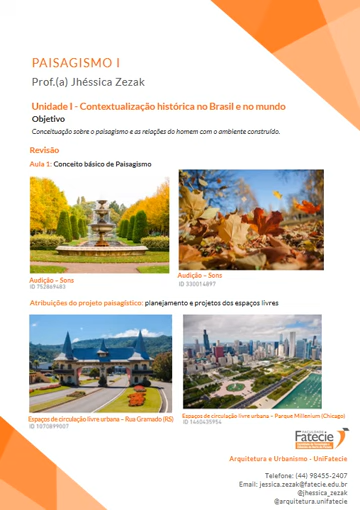 PAISAGISMO I
Prof.(a) Jhéssica Zezak
Unidade I - Contextualização histórica no Brasil e no mundo
Objetivo
Conceituação sobre o paisagismo e as relações do homem com o ambiente construído.
Revisão
Aula 1: Conceito básico de Paisagismo
Audição – Sons
ID 752869483
Audição – Sons
ID 330014897
Atribuições do projeto paisagístico: planejamento e projetos dos espaços livres
Espaços de circulação livre urbana – Rua Gramado (RS)
ID 1070899007
Espaços de circulação livre urbana – Parque Millenium (Chicago)
ID 1460435954
Fatecie
Arquitetura e Urbanismo - UniFatecie
Telefone: (44) 98455-2407
Email: jessica.zezak@fatecie.edu.br
@jhessica_zezak
@arquitetura.unifatecie